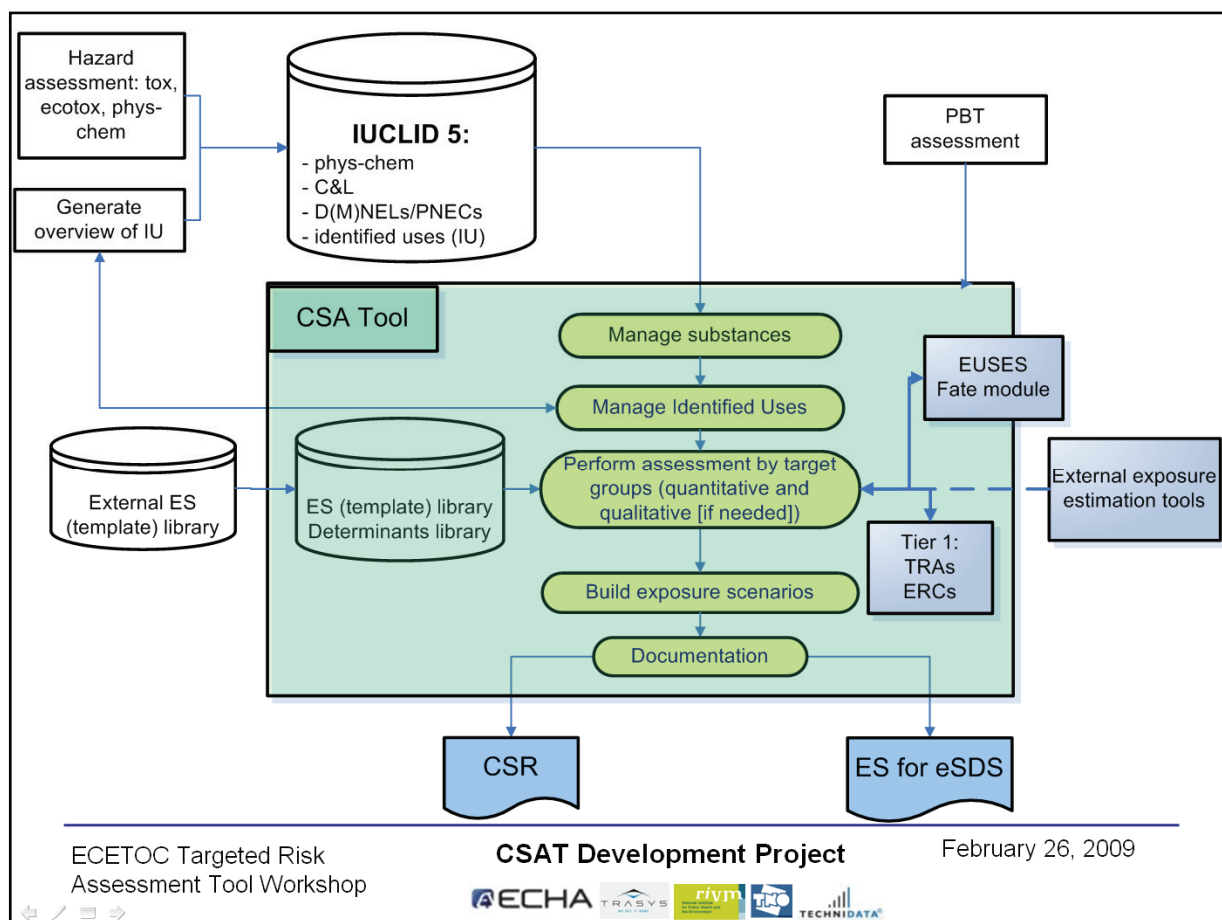 Hazard
assessment: tox,
ecotox, phys-
chem
Generate
overview of IU
IUCLID 5:
- phys-chem
- C&L
- D(M)NELs/PNECs
- identified uses (IU)
PBT
assessment
CSA Tool
Manage substances
Manage Identified Uses
Perform assessment by target
groups (quantitative and
qualitative [if needed])
Build exposure scenarios
Documentation
External ES
(template) library
ES (template) library
Determinants library
EUSES
Fate module
Tier 1:
TRAs
ERCs
External exposure
estimation tools
CSR
ES for eSDS
ECETOC Targeted Risk
Assessment Tool Workshop
CSAT Development Project
February 26, 2009
ECHA
TRASYS
rivm
TNO
TECHNIDATA